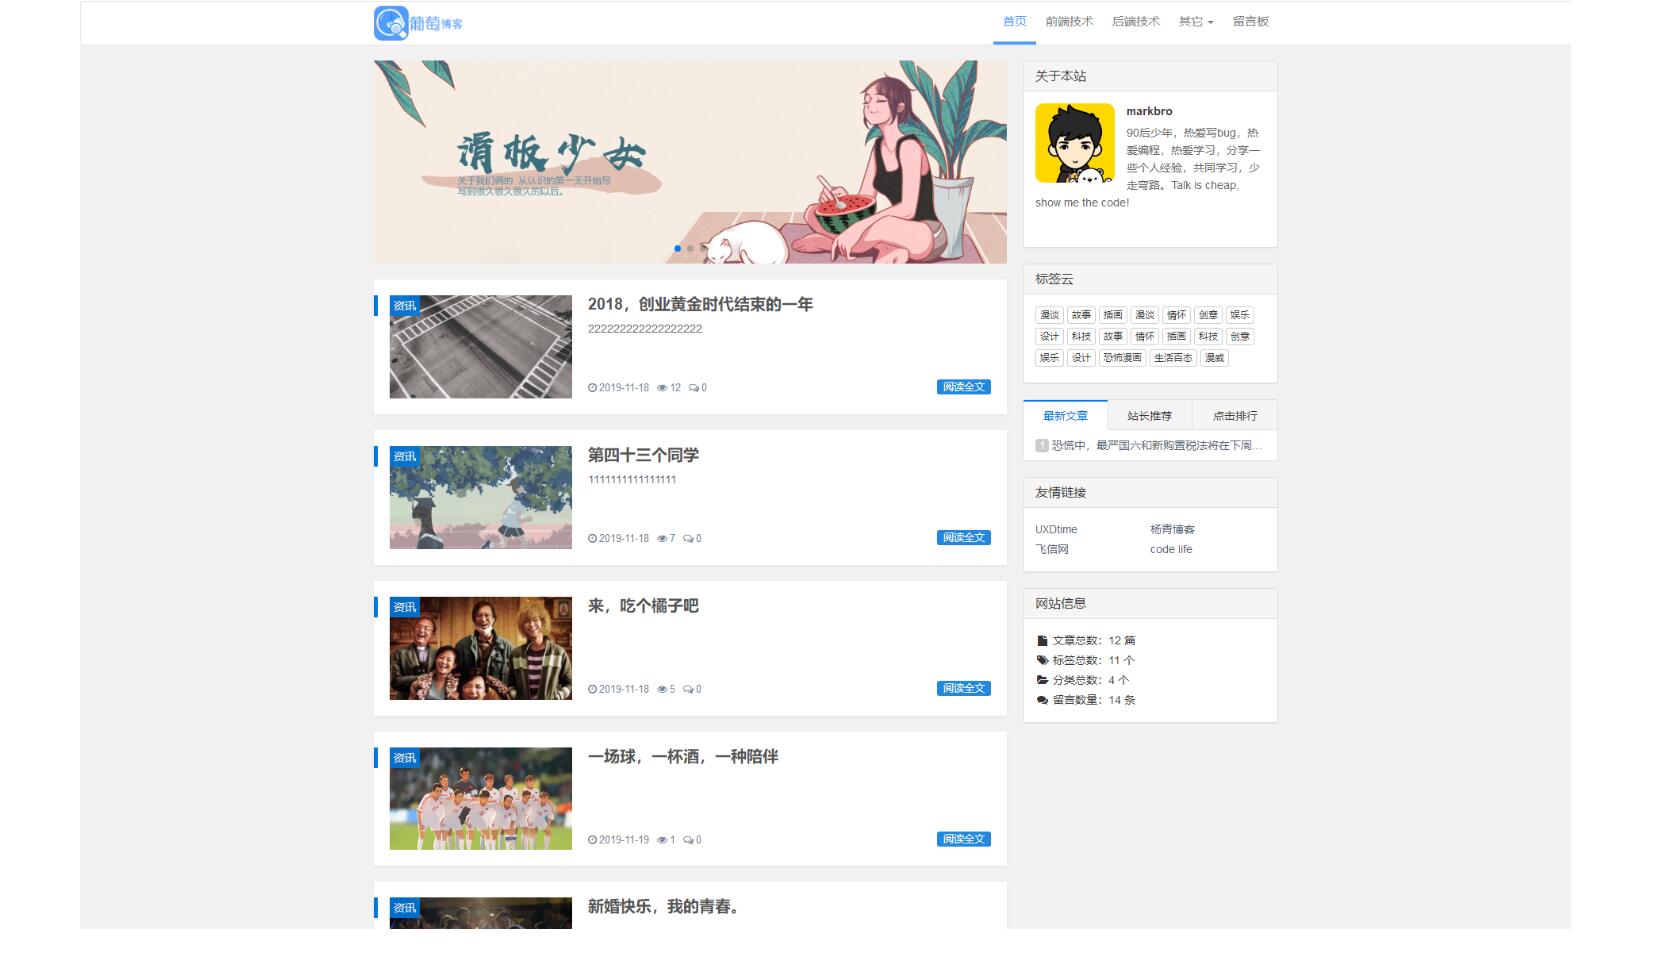 葡萄博客
首页 前端技术 后端技术 其它 留言板
滑板少女
关于我们俩的 从认识的第一天开始写
写到很久很久很久的以后。
资讯
2018，创业黄金时代结束的一年
2222222222222222222
2019-11-18 12 0
阅读全文
资讯
第四十三个同学
1111111111111111
2019-11-18 7 0
阅读全文
资讯
来，吃个橘子吧
2019-11-18 5 0
阅读全文
资讯
一场球，一杯酒，一种陪伴
2019-11-19 1 0
阅读全文
资讯
新婚快乐，我的青春。
关于本站
markbro
90后少年，热爱写bug，热
爱编程，热爱学习，分享一
些个人经验，共同学习，少
走弯路。Talk is cheap,
show me the code!
标签云
漫谈 故事 插画 漫谈 情怀 创意 娱乐
设计 科技 故事 情怀 插画 科技 创意
娱乐 设计 恐怖漫画 生活百态 漫威
最新文章 站长推荐 点击排行
1 恐慌中，最严国六和新购置税法将在下周...
友情链接
UXDtime 杨青博客
飞信网 code life
网站信息
文章总数：12 篇
标签总数：11 个
分类总数：4 个
留言数量：14 条